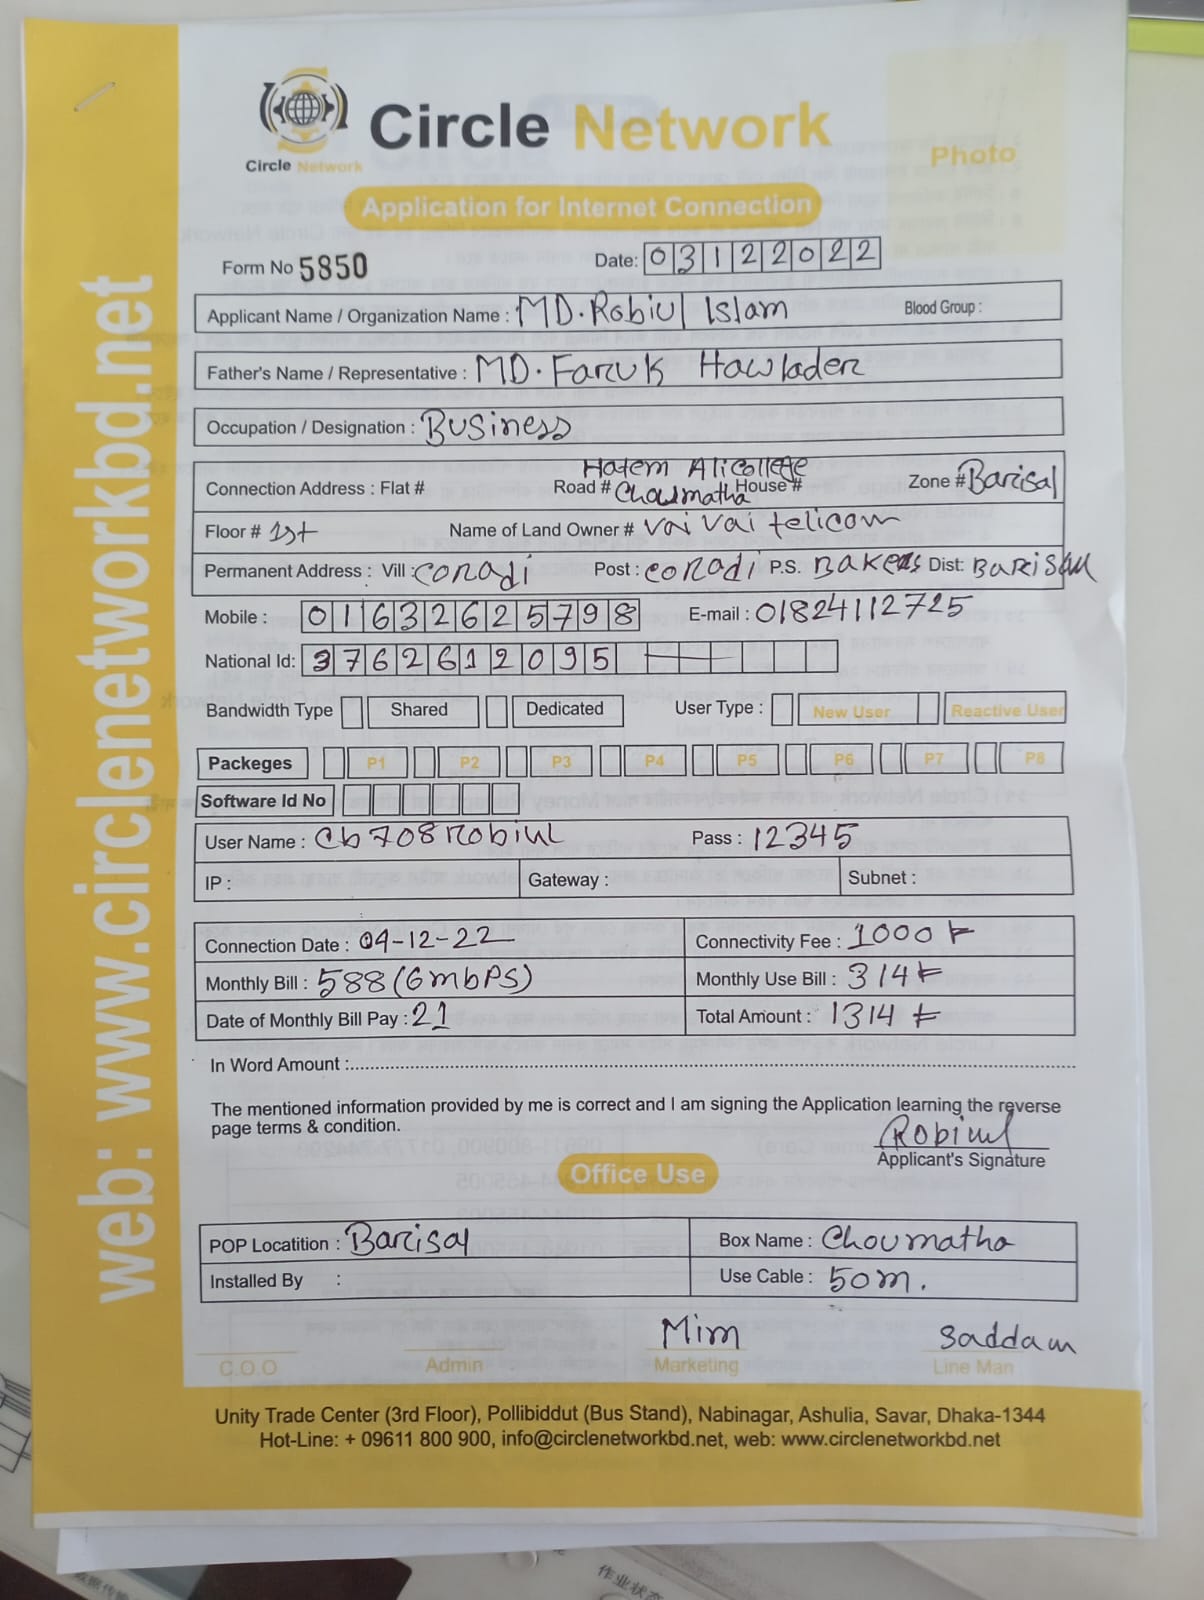 Circle Network
Circle Network
Photo
Application for Internet Connection
Form No 5850 Date: 03122022
Applicant Name / Organization Name : MD. Robiul Islam Blood Group :
Father's Name / Representative : MD. Faruk Hawlader
Occupation / Designation : Business
Hatem Ali College
Connection Address : Flat # Road # Choumatha House # Zone # Barisal
Floor # 1st Name of Land Owner # vai vai telicom
Permanent Address : Vill : coradi Post : coradi P.S. Dist: Barisal
Mobile : 01632625798 E-mail : 01824112725
National Id: 3762612095
Bandwidth Type Shared Dedicated User Type : New User Reactive User
Packeges P1 P2 P3 P4 P5 P6 P7 P8
Software Id No
User Name : Cb708robiul Pass : 12345
IP : Gateway : Subnet :
Connection Date : 04-12-22 Connectivity Fee : 1000 ৳
Monthly Bill : 588 (6mbps) Monthly Use Bill : 314 ৳
Date of Monthly Bill Pay : 21 Total Amount : 1314 ৳
In Word Amount :
The mentioned information provided by me is correct and I am signing the Application learning the reverse
page terms & condition.
Robiul
Applicant's Signature
Office Use
POP Locatition : Barisal Box Name : Choumatha
Installed By : Use Cable : 50m.
Mim Saddam
C.O.O Admin Marketing Line Man
Unity Trade Center (3rd Floor), Pollibiddut (Bus Stand), Nabinagar, Ashulia, Savar, Dhaka-1344
Hot-Line: + 09611 800 900, info@circlenetworkbd.net, web: www.circlenetworkbd.net
web: www.circlenetworkbd.net
作业状态